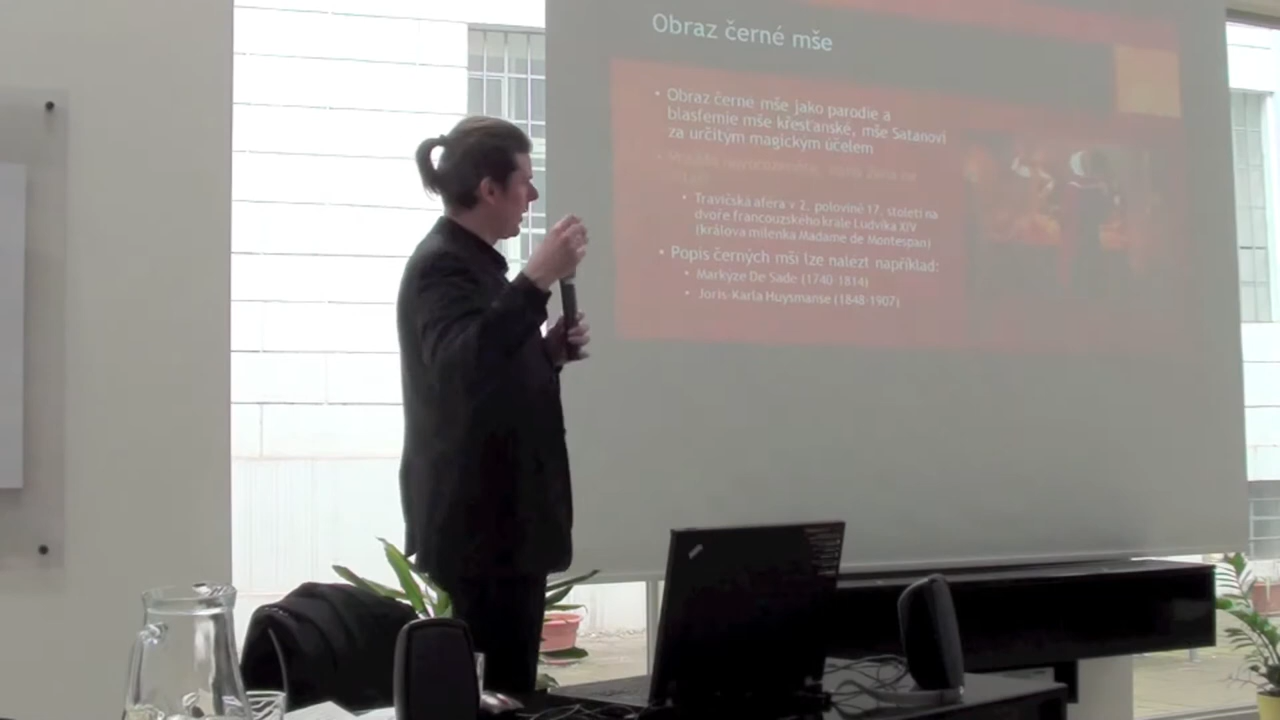 Obraz černé mše
• Obraz černé mše jako parodie a
blasfemie mše křesťanské, mše Satanovi
za určitým magickým účelem
• Travičská aféra v 2. polovině 17. století na
dvoře francouzského krále Ludvíka XIV
(králova milenka Madame de Montespan)
• Popis černých mší lze nalézt například:
• Markýze De Sade (1740-1814)
• Joris-Karla Huysmanse (1848-1907)